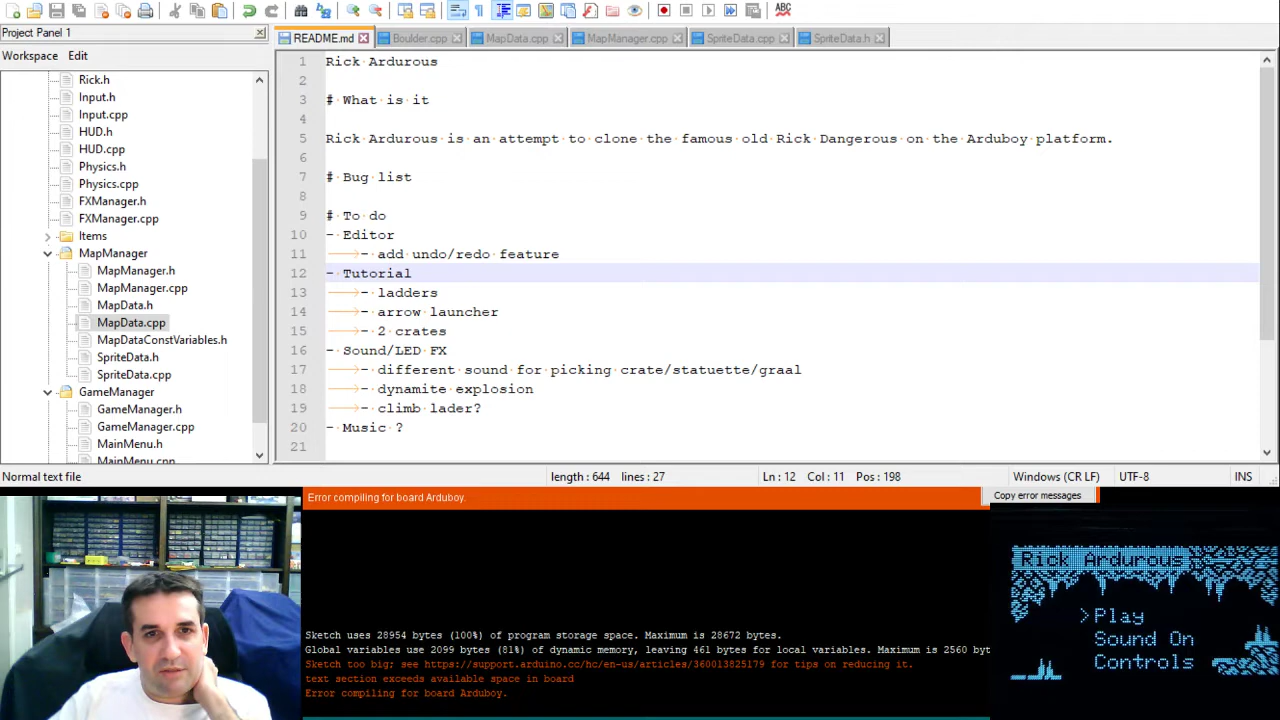 Project Panel 1
Workspace Edit
Rick.h
Input.h
Input.cpp
HUD.h
HUD.cpp
Physics.h
Physics.cpp
FXManager.h
FXManager.cpp
Items
MapManager
MapManager.h
MapManager.cpp
MapData.h
MapData.cpp
MapDataConstVariables.h
SpriteData.h
SpriteData.cpp
GameManager
GameManager.h
GameManager.cpp
MainMenu.h
MainMenu.cpp
README.md Boulder.cpp MapData.cpp MapManager.cpp SpriteData.cpp SpriteData.h
1 Rick Ardurous
2
3 # What is it
4
5 Rick Ardurous is an attempt to clone the famous old Rick Dangerous on the Arduboy platform.
6
7 # Bug list
8
9 # To do
10 - Editor
11 - add undo/redo feature
12 - Tutorial
13 - ladders
14 - arrow launcher
15 - 2 crates
16 - Sound/LED FX
17 - different sound for picking crate/statuette/graal
18 - dynamite explosion
19 - climb lader?
20 - Music ?
21
Normal text file length : 644 lines : 27 Ln : 12 Col : 11 Pos : 198 Windows (CR LF) UTF-8 INS
Error compiling for board Arduboy. Copy error messages
Sketch uses 28954 bytes (100%) of program storage space. Maximum is 28672 bytes.
Global variables use 2099 bytes (81%) of dynamic memory, leaving 461 bytes for local variables. Maximum is 2560 byt
Sketch too big; see https://support.arduino.cc/hc/en-us/articles/360013825179 for tips on reducing it.
text section exceeds available space in board
Error compiling for board Arduboy.
Rick Ardurous
>Play
Sound On
Controls
ABC